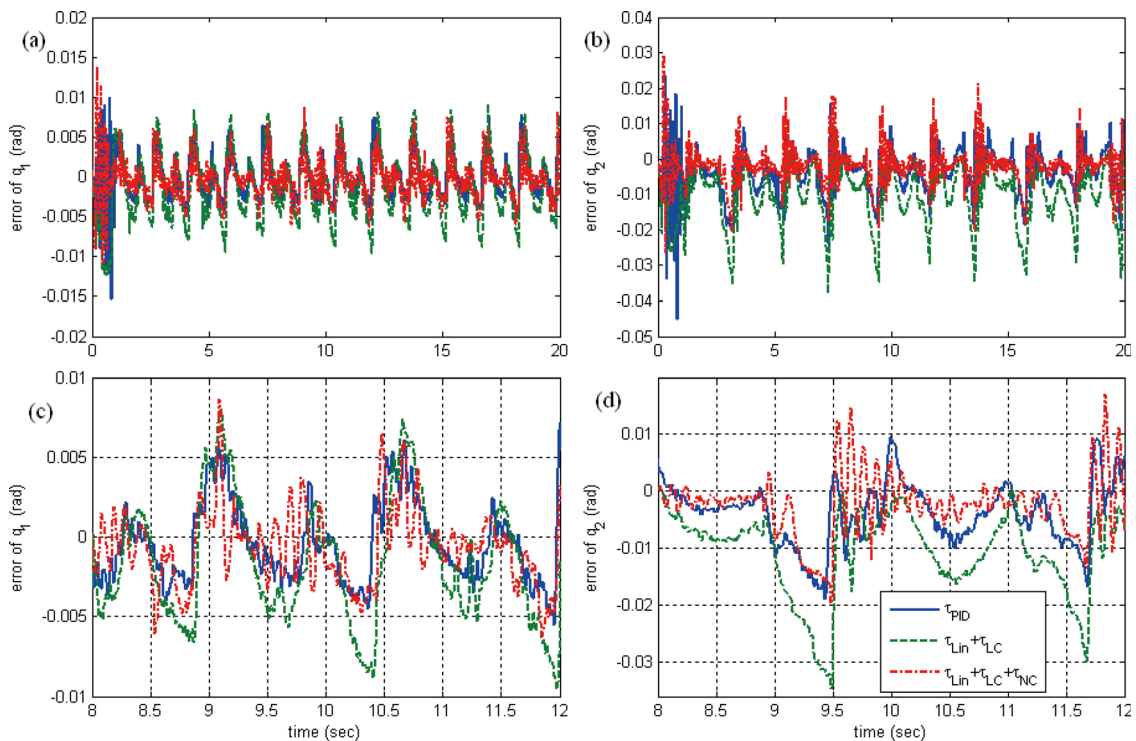 (a)
0.02
0.015
0.01
0.005
0
-0.005
-0.01
-0.015
-0.02
error of q1 (rad)
0 5 10 15 20
(b)
0.04
0.03
0.02
0.01
0
-0.01
-0.02
-0.03
-0.04
-0.05
error of q2 (rad)
0 5 10 15 20
(c)
0.01
0.005
0
-0.005
-0.01
error of q1 (rad)
8 8.5 9 9.5 10 10.5 11 11.5 12
time (sec)
(d)
0.01
0
-0.01
-0.02
-0.03
error of q2 (rad)
τPID
τLin+τLC
τLin+τLC+τNC
8 8.5 9 9.5 10 10.5 11 11.5 12
time (sec)